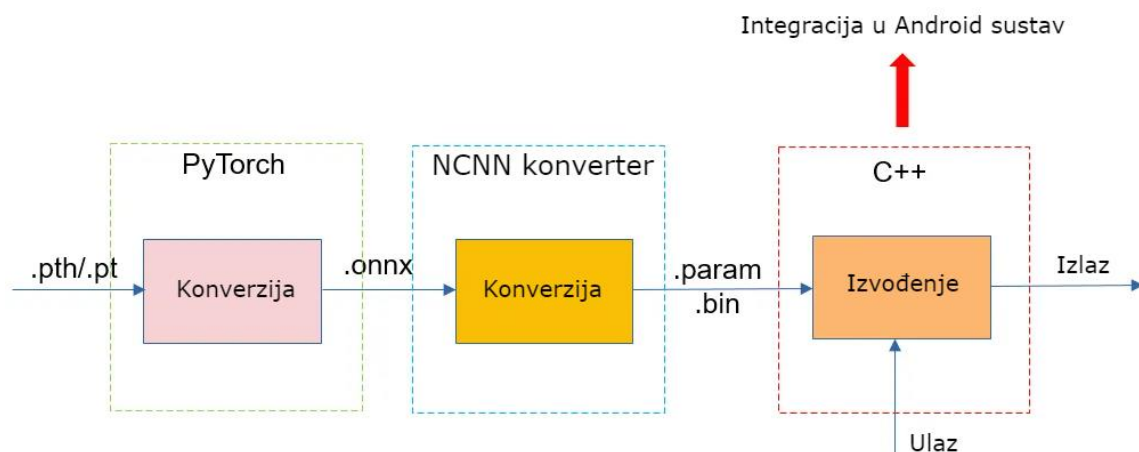 Integracija u Android sustav
PyTorch
NCNN konverter
C++
.pth/.pt
Konverzija
.onnx
Konverzija
.param
.bin
Izvođenje
Izlaz
Ulaz